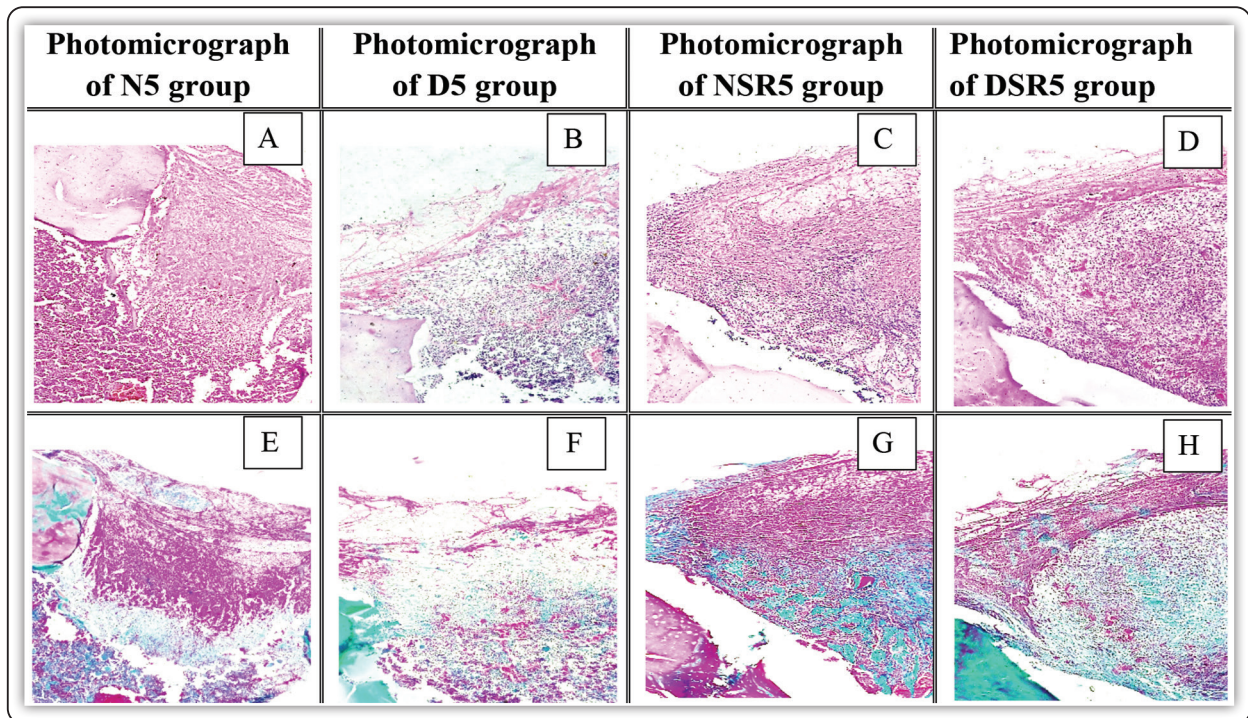 Photomicrograph
of N5 group
Photomicrograph
of D5 group
Photomicrograph
of NSR5 group
Photomicrograph
of DSR5 group
A
B
C
D
E
F
G
H